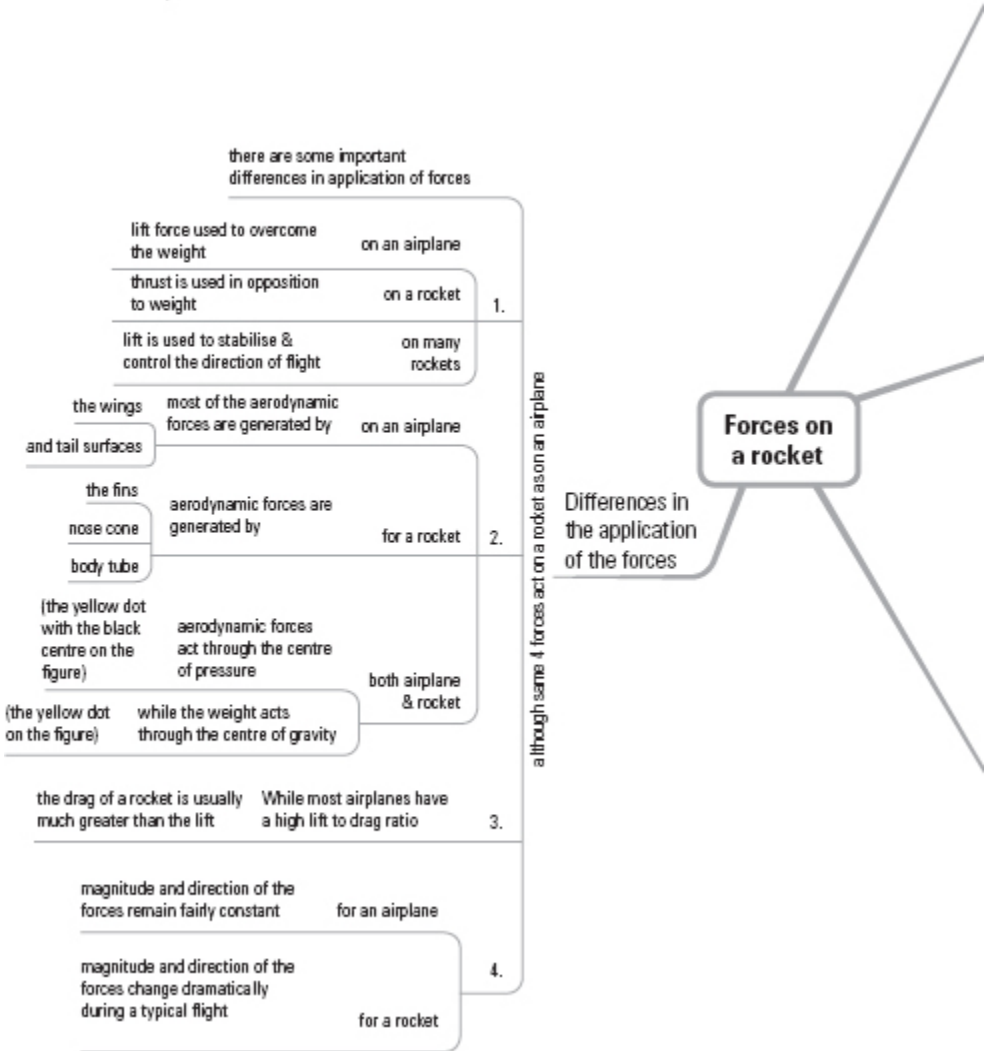 Forces on
a rocket
Differences in
the application
of the forces
although same 4 forces act on a rocket as on an airplane
there are some important
differences in application of forces
1.
on an airplane
lift force used to overcome
the weight
on a rocket
thrust is used in opposition
to weight
on many
rockets
lift is used to stabilise &
control the direction of flight
2.
on an airplane
most of the aerodynamic
forces are generated by
the wings
and tail surfaces
for a rocket
aerodynamic forces are
generated by
the fins
nose cone
body tube
both airplane
& rocket
aerodynamic forces
act through the centre
of pressure
(the yellow dot
with the black
centre on the
figure)
while the weight acts
through the centre of gravity
(the yellow dot
on the figure)
3.
While most airplanes have
a high lift to drag ratio
the drag of a rocket is usually
much greater than the lift
4.
for an airplane
magnitude and direction of the
forces remain fairly constant
for a rocket
magnitude and direction of the
forces change dramatically
during a typical flight